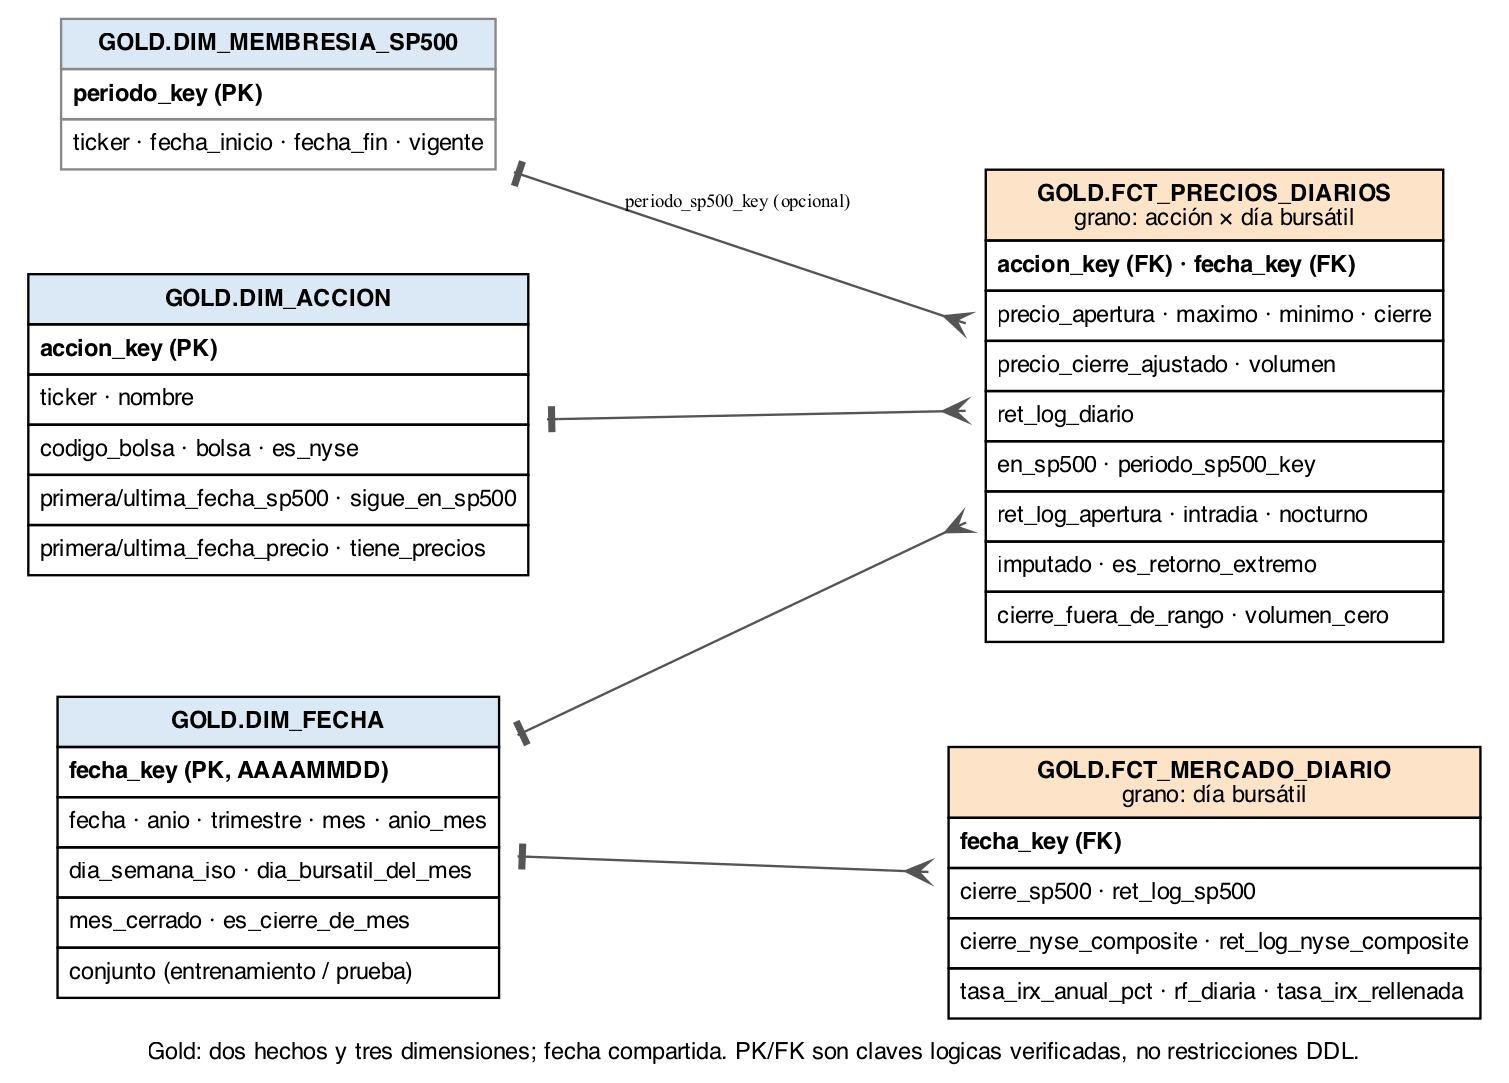 GOLD.DIM_MEMBRESIA_SP500
periodo_key (PK)
ticker · fecha_inicio · fecha_fin · vigente
periodo_sp500_key (opcional)
GOLD.DIM_ACCION
accion_key (PK)
ticker · nombre
codigo_bolsa · bolsa · es_nyse
primera/ultima_fecha_sp500 · sigue_en_sp500
primera/ultima_fecha_precio · tiene_precios
GOLD.FCT_PRECIOS_DIARIOS
grano: acción × día bursátil
accion_key (FK) · fecha_key (FK)
precio_apertura · maximo · minimo · cierre
precio_cierre_ajustado · volumen
ret_log_diario
en_sp500 · periodo_sp500_key
ret_log_apertura · intradia · nocturno
imputado · es_retorno_extremo
cierre_fuera_de_rango · volumen_cero
GOLD.DIM_FECHA
fecha_key (PK, AAAAMMDD)
fecha · anio · trimestre · mes · anio_mes
dia_semana_iso · dia_bursatil_del_mes
mes_cerrado · es_cierre_de_mes
conjunto (entrenamiento / prueba)
GOLD.FCT_MERCADO_DIARIO
grano: día bursátil
fecha_key (FK)
cierre_sp500 · ret_log_sp500
cierre_nyse_composite · ret_log_nyse_composite
tasa_irx_anual_pct · rf_diaria · tasa_irx_rellenada
Gold: dos hechos y tres dimensiones; fecha compartida. PK/FK son claves logicas verificadas, no restricciones DDL.